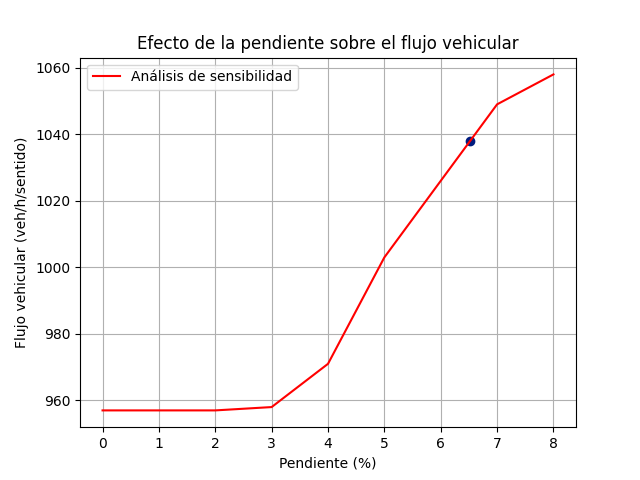 Efecto de la pendiente sobre el flujo vehicular
Análisis de sensibilidad
Flujo vehicular (veh/h/sentido)
1060
1040
1020
1000
980
960
0 1 2 3 4 5 6 7 8
Pendiente (%)